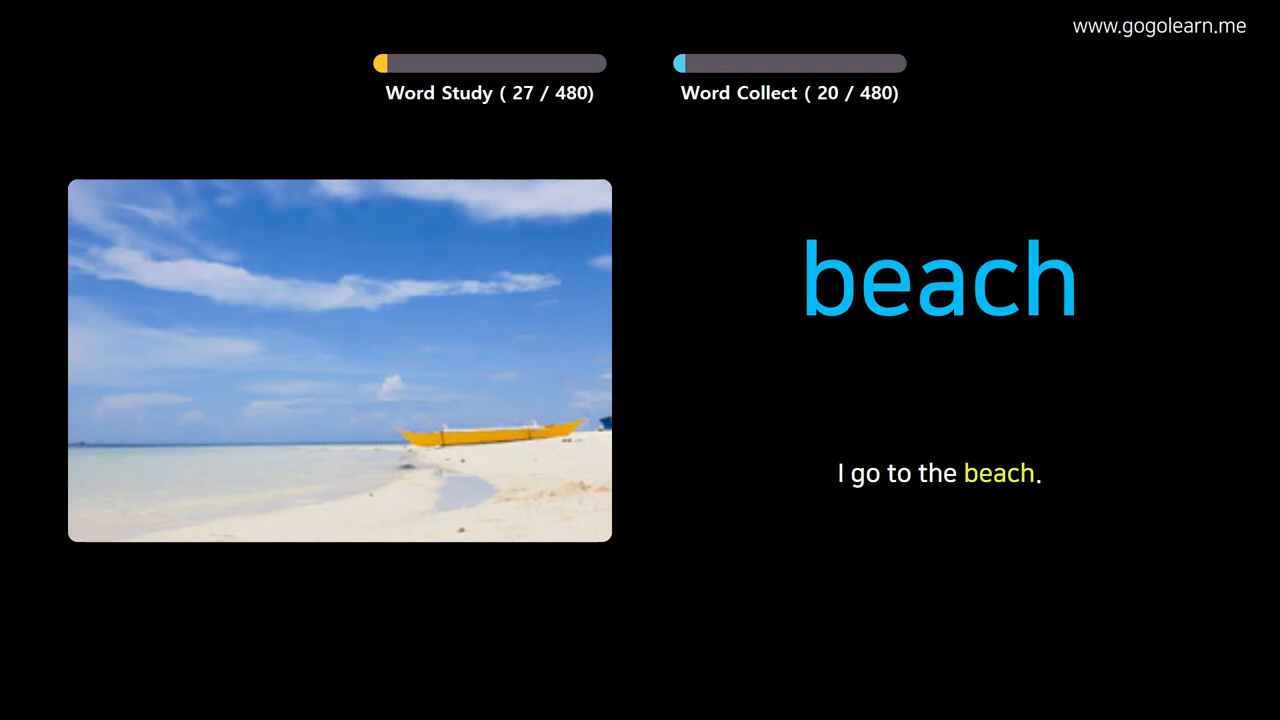 www.gogolearn.me
Word Study ( 27 / 480)
Word Collect ( 20 / 480)
beach
I go to the beach.